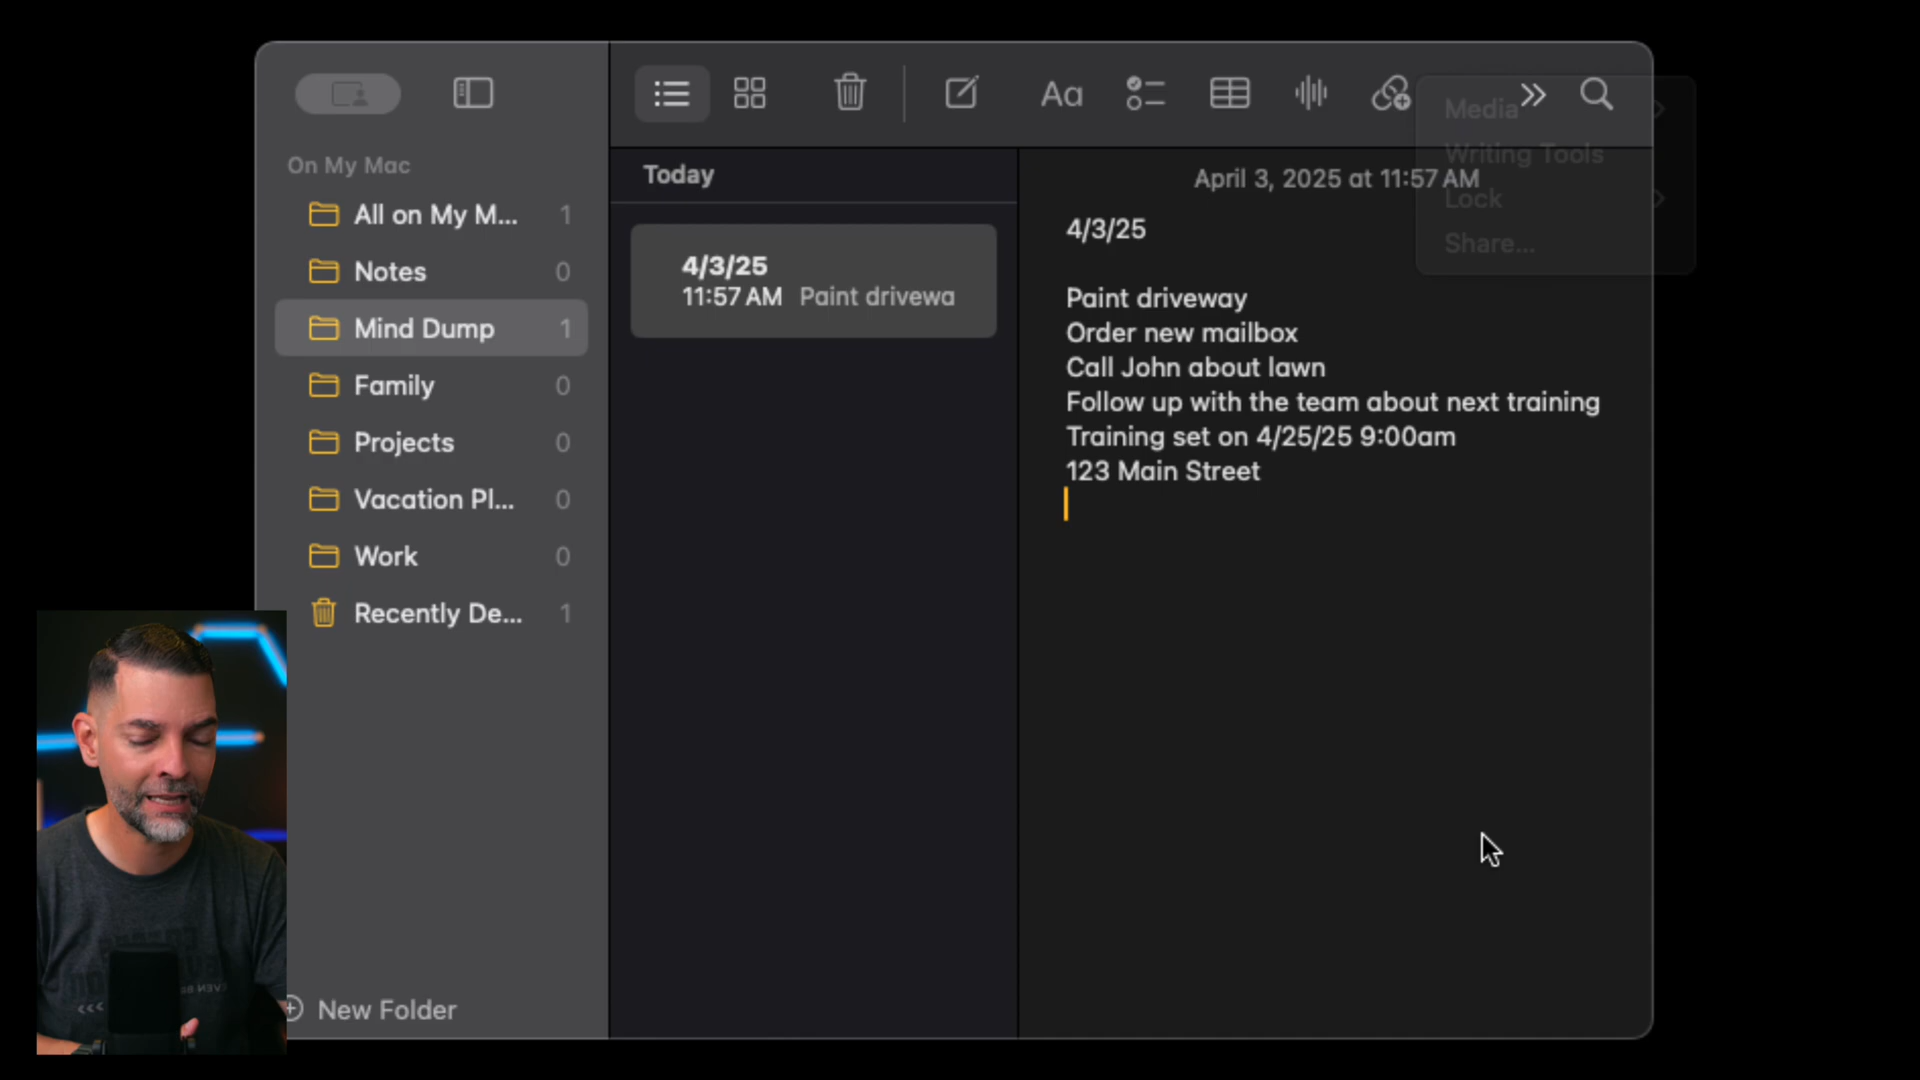 On My Mac
All on My M... 1
Notes 0
Mind Dump 1
Family 0
Projects 0
Vacation Pl... 0
Work 0
Recently De... 1
New Folder
Today
4/3/25
11:57 AM Paint drivewa
Aa
Media
Writing Tools
Lock
Share...
April 3, 2025 at 11:57 AM
4/3/25
Paint driveway
Order new mailbox
Call John about lawn
Follow up with the team about next training
Training set on 4/25/25 9:00am
123 Main Street